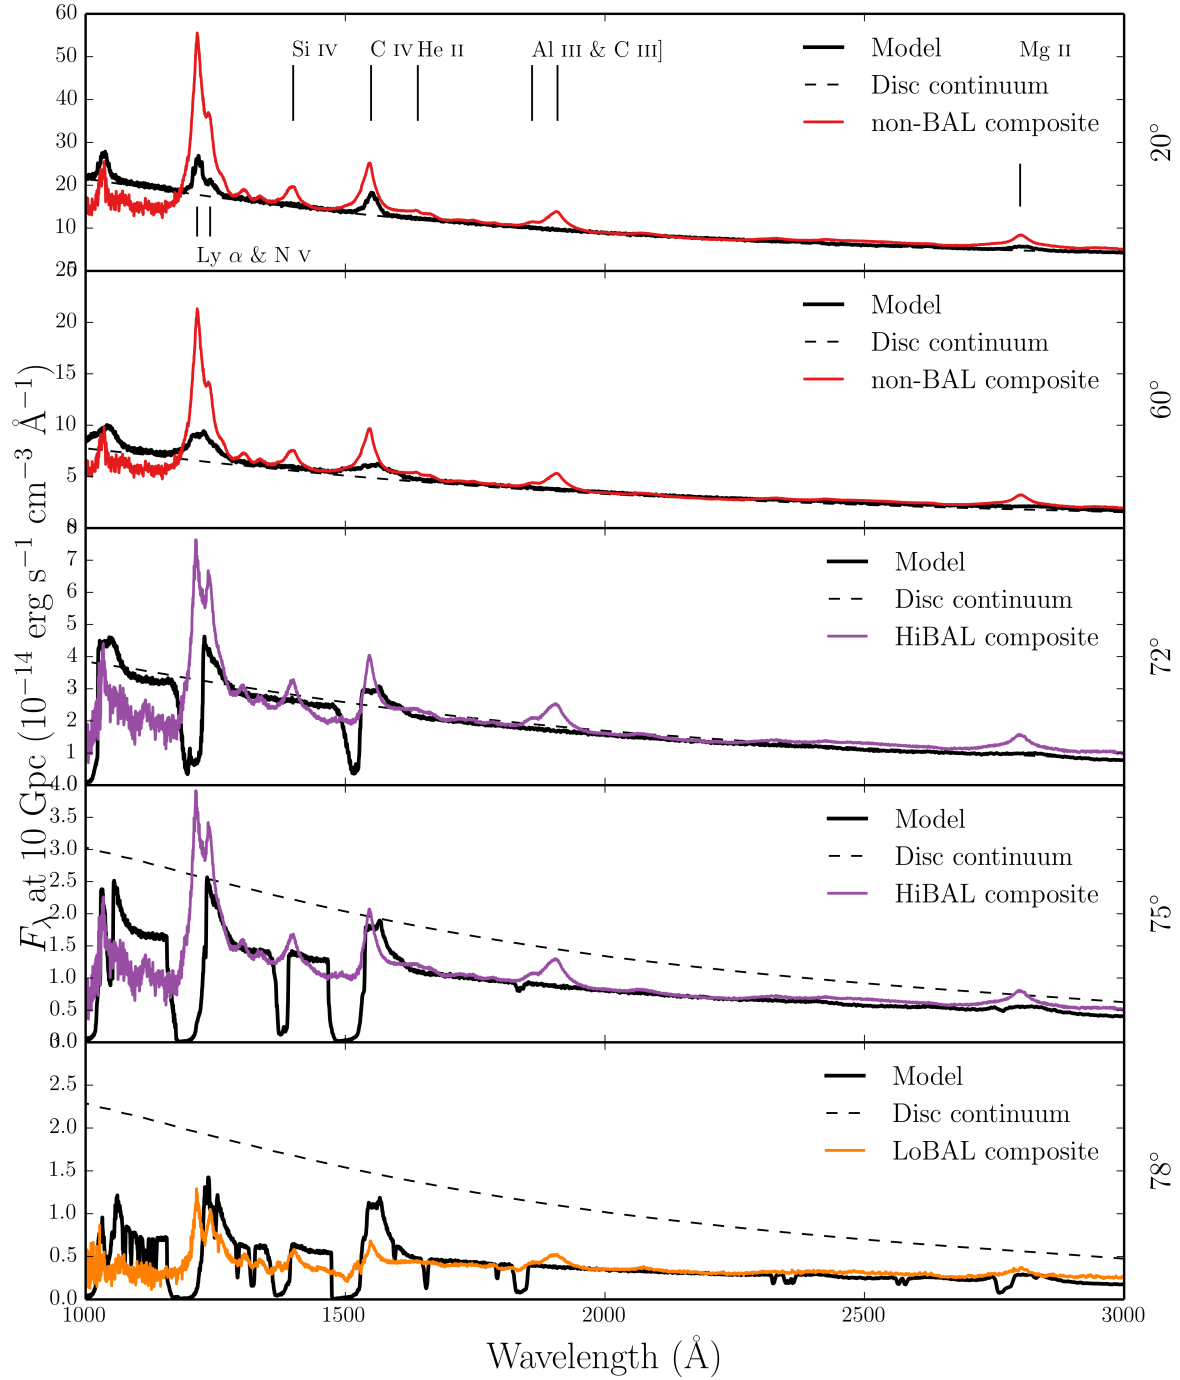 60
50
40
30
20
10
Si IV
C IV
He II
Al III & C III]
Mg II
Ly α & N V
Model
Disc continuum
non-BAL composite
20°
25
20
15
10
5
Model
Disc continuum
non-BAL composite
60°
8
7
6
5
4
3
2
1
Model
Disc continuum
HiBAL composite
72°
4.0
3.5
3.0
2.5
2.0
1.5
1.0
0.5
Model
Disc continuum
HiBAL composite
75°
3.0
2.5
2.0
1.5
1.0
0.5
0.0
Model
Disc continuum
LoBAL composite
78°
1000
1500
2000
2500
3000
Wavelength (Å)
F_λ at 10 Gpc (10⁻¹⁴ erg s⁻¹ cm⁻³ Å⁻¹)